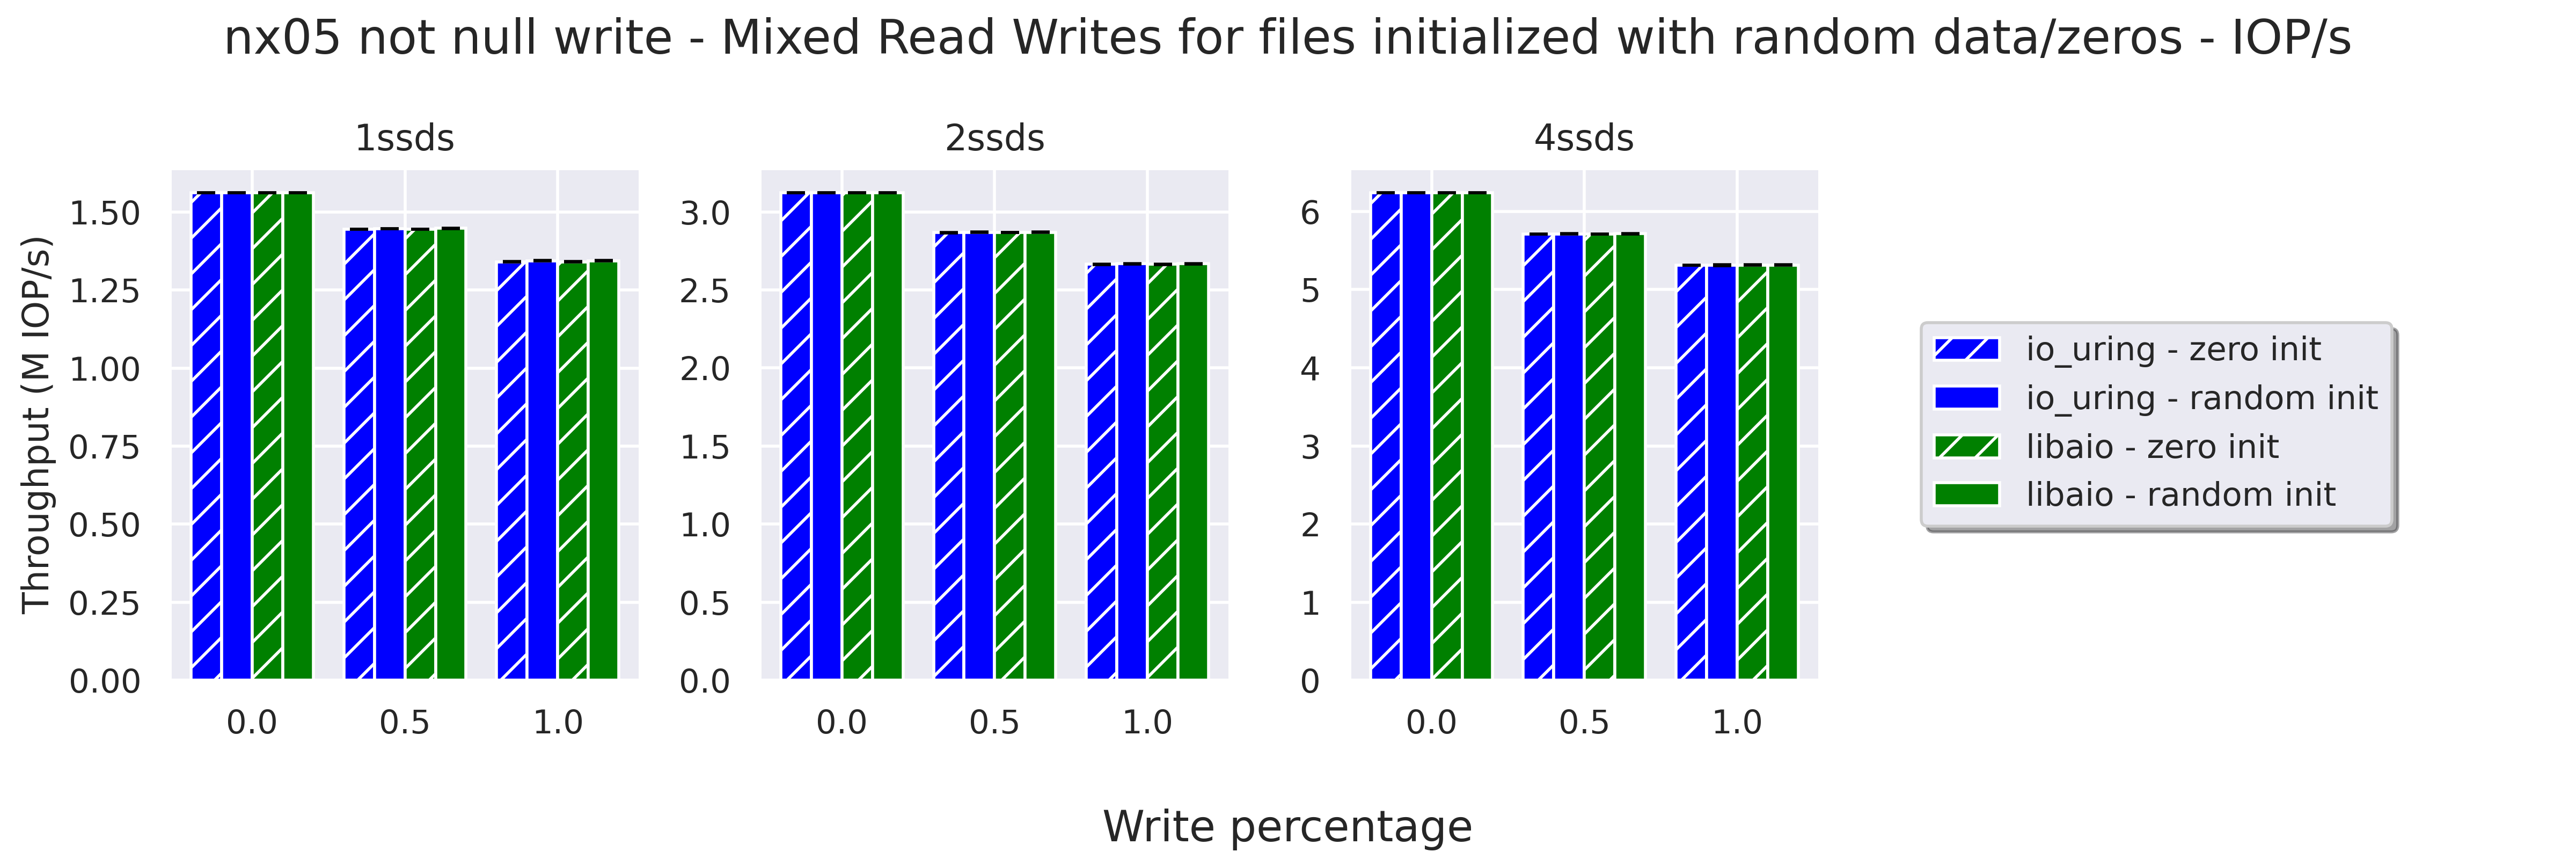 nx05 not null write - Mixed Read Writes for files initialized with random data/zeros - IOP/s
1ssds
2ssds
4ssds
Throughput (M IOP/s)
1.50
1.25
1.00
0.75
0.50
0.25
0.00
0.0 0.5 1.0
3.0
2.5
2.0
1.5
1.0
0.5
0.0
0.0 0.5 1.0
6
5
4
3
2
1
0
0.0 0.5 1.0
io_uring - zero init
io_uring - random init
libaio - zero init
libaio - random init
Write percentage